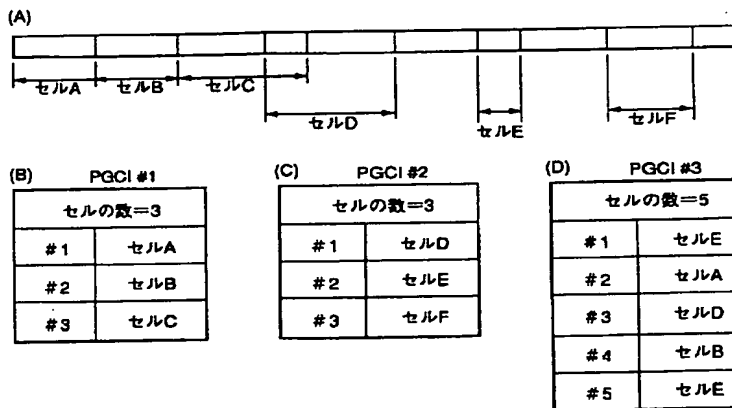 (A)
セルA セルB セルC
セルD セルE セルF
(B) PGCI #1
セルの数=3
#1 セルA
#2 セルB
#3 セルC
(C) PGCI #2
セルの数=3
#1 セルD
#2 セルE
#3 セルF
(D) PGCI #3
セルの数=5
#1 セルE
#2 セルA
#3 セルD
#4 セルB
#5 セルE